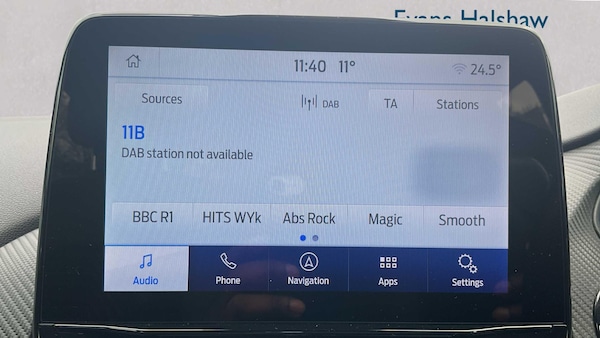 Evans Halshaw
11:40 11° 24.5°
Sources DAB TA Stations
11B
DAB station not available
BBC R1 HITS WYk Abs Rock Magic Smooth
Audio Phone Navigation Apps Settings